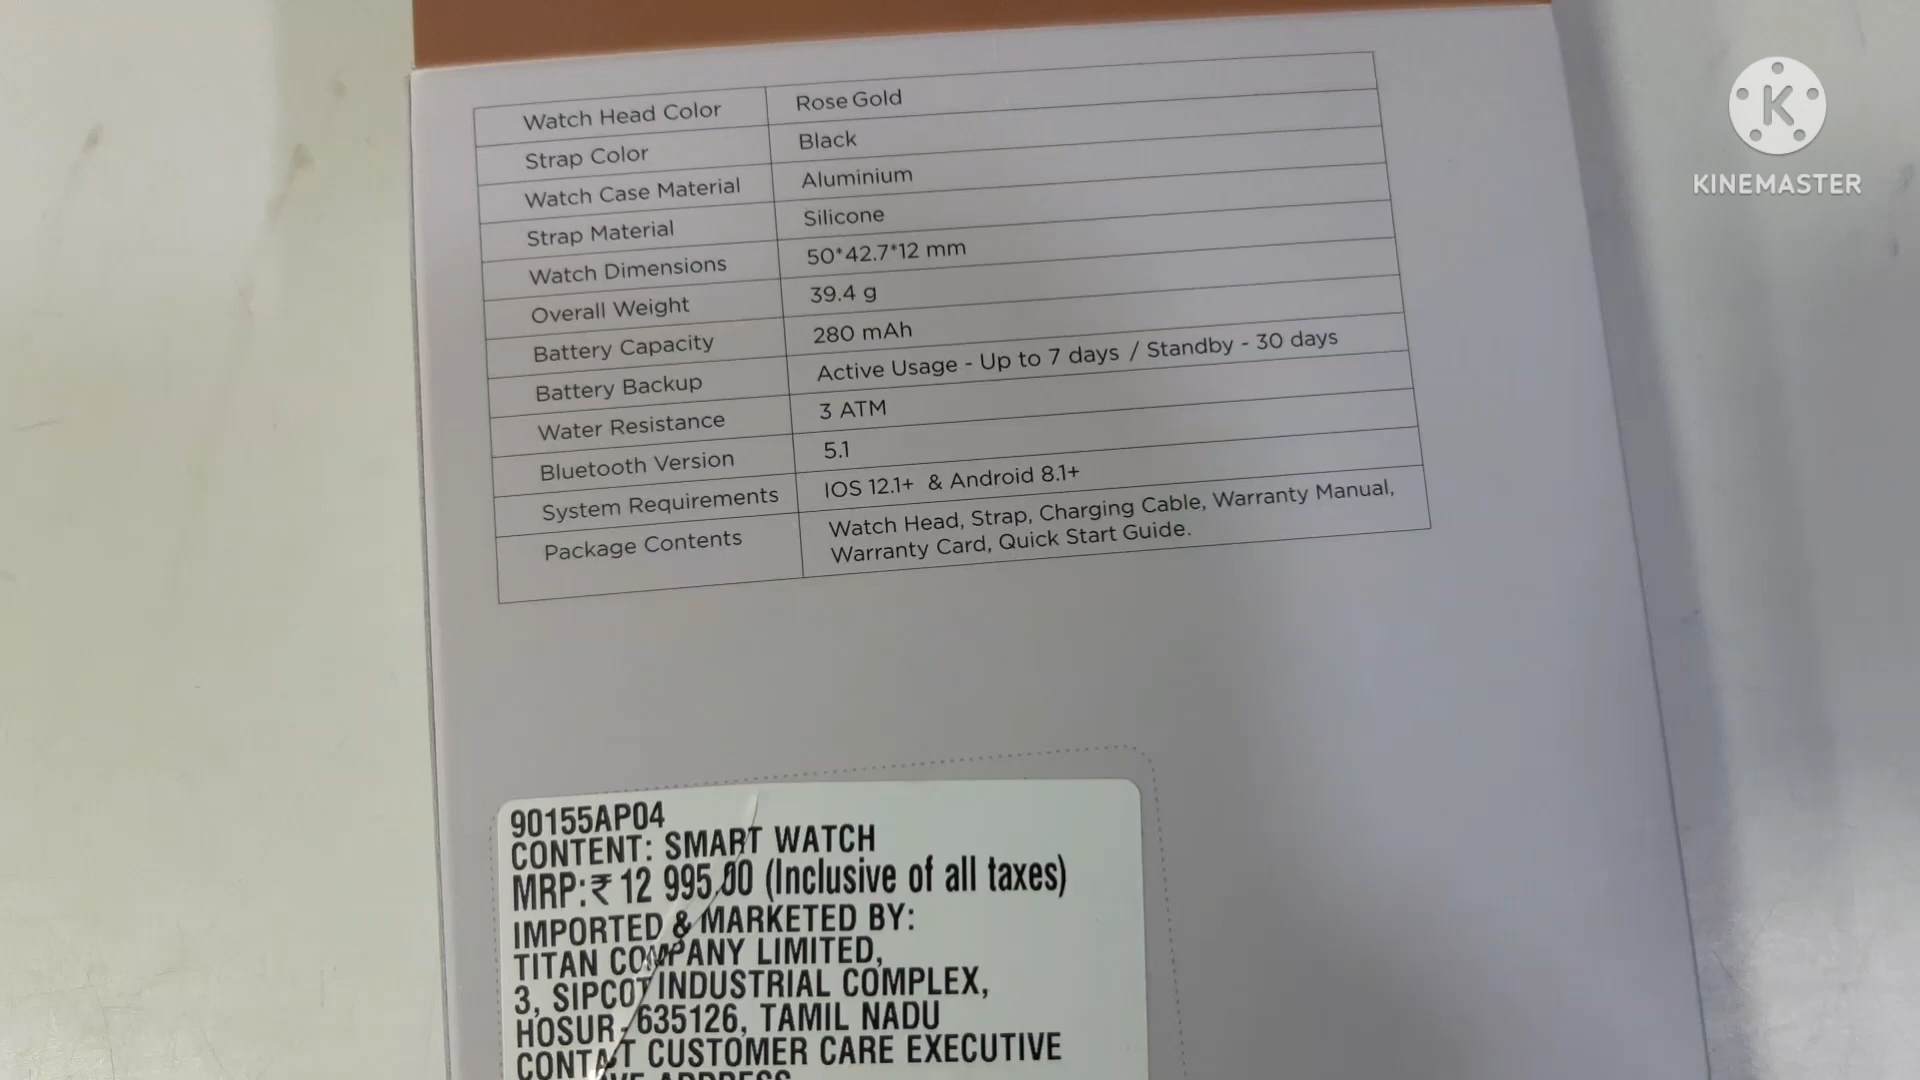 Watch Head Color Rose Gold
Strap Color Black
Watch Case Material Aluminium
Strap Material Silicone
Watch Dimensions 50*42.7*12 mm
Overall Weight 39.4 g
Battery Capacity 280 mAh
Battery Backup Active Usage - Up to 7 days / Standby - 30 days
Water Resistance 3 ATM
Bluetooth Version 5.1
System Requirements IOS 12.1+ & Android 8.1+
Package Contents Watch Head, Strap, Charging Cable, Warranty Manual,
Warranty Card, Quick Start Guide.
K
KINEMASTER
90155AP04
CONTENT: SMART WATCH
MRP:₹ 12 995.00 (Inclusive of all taxes)
IMPORTED & MARKETED BY:
TITAN COMPANY LIMITED,
3, SIPCOT INDUSTRIAL COMPLEX,
HOSUR-635126, TAMIL NADU
CONTACT CUSTOMER CARE EXECUTIVE
ADDRESS